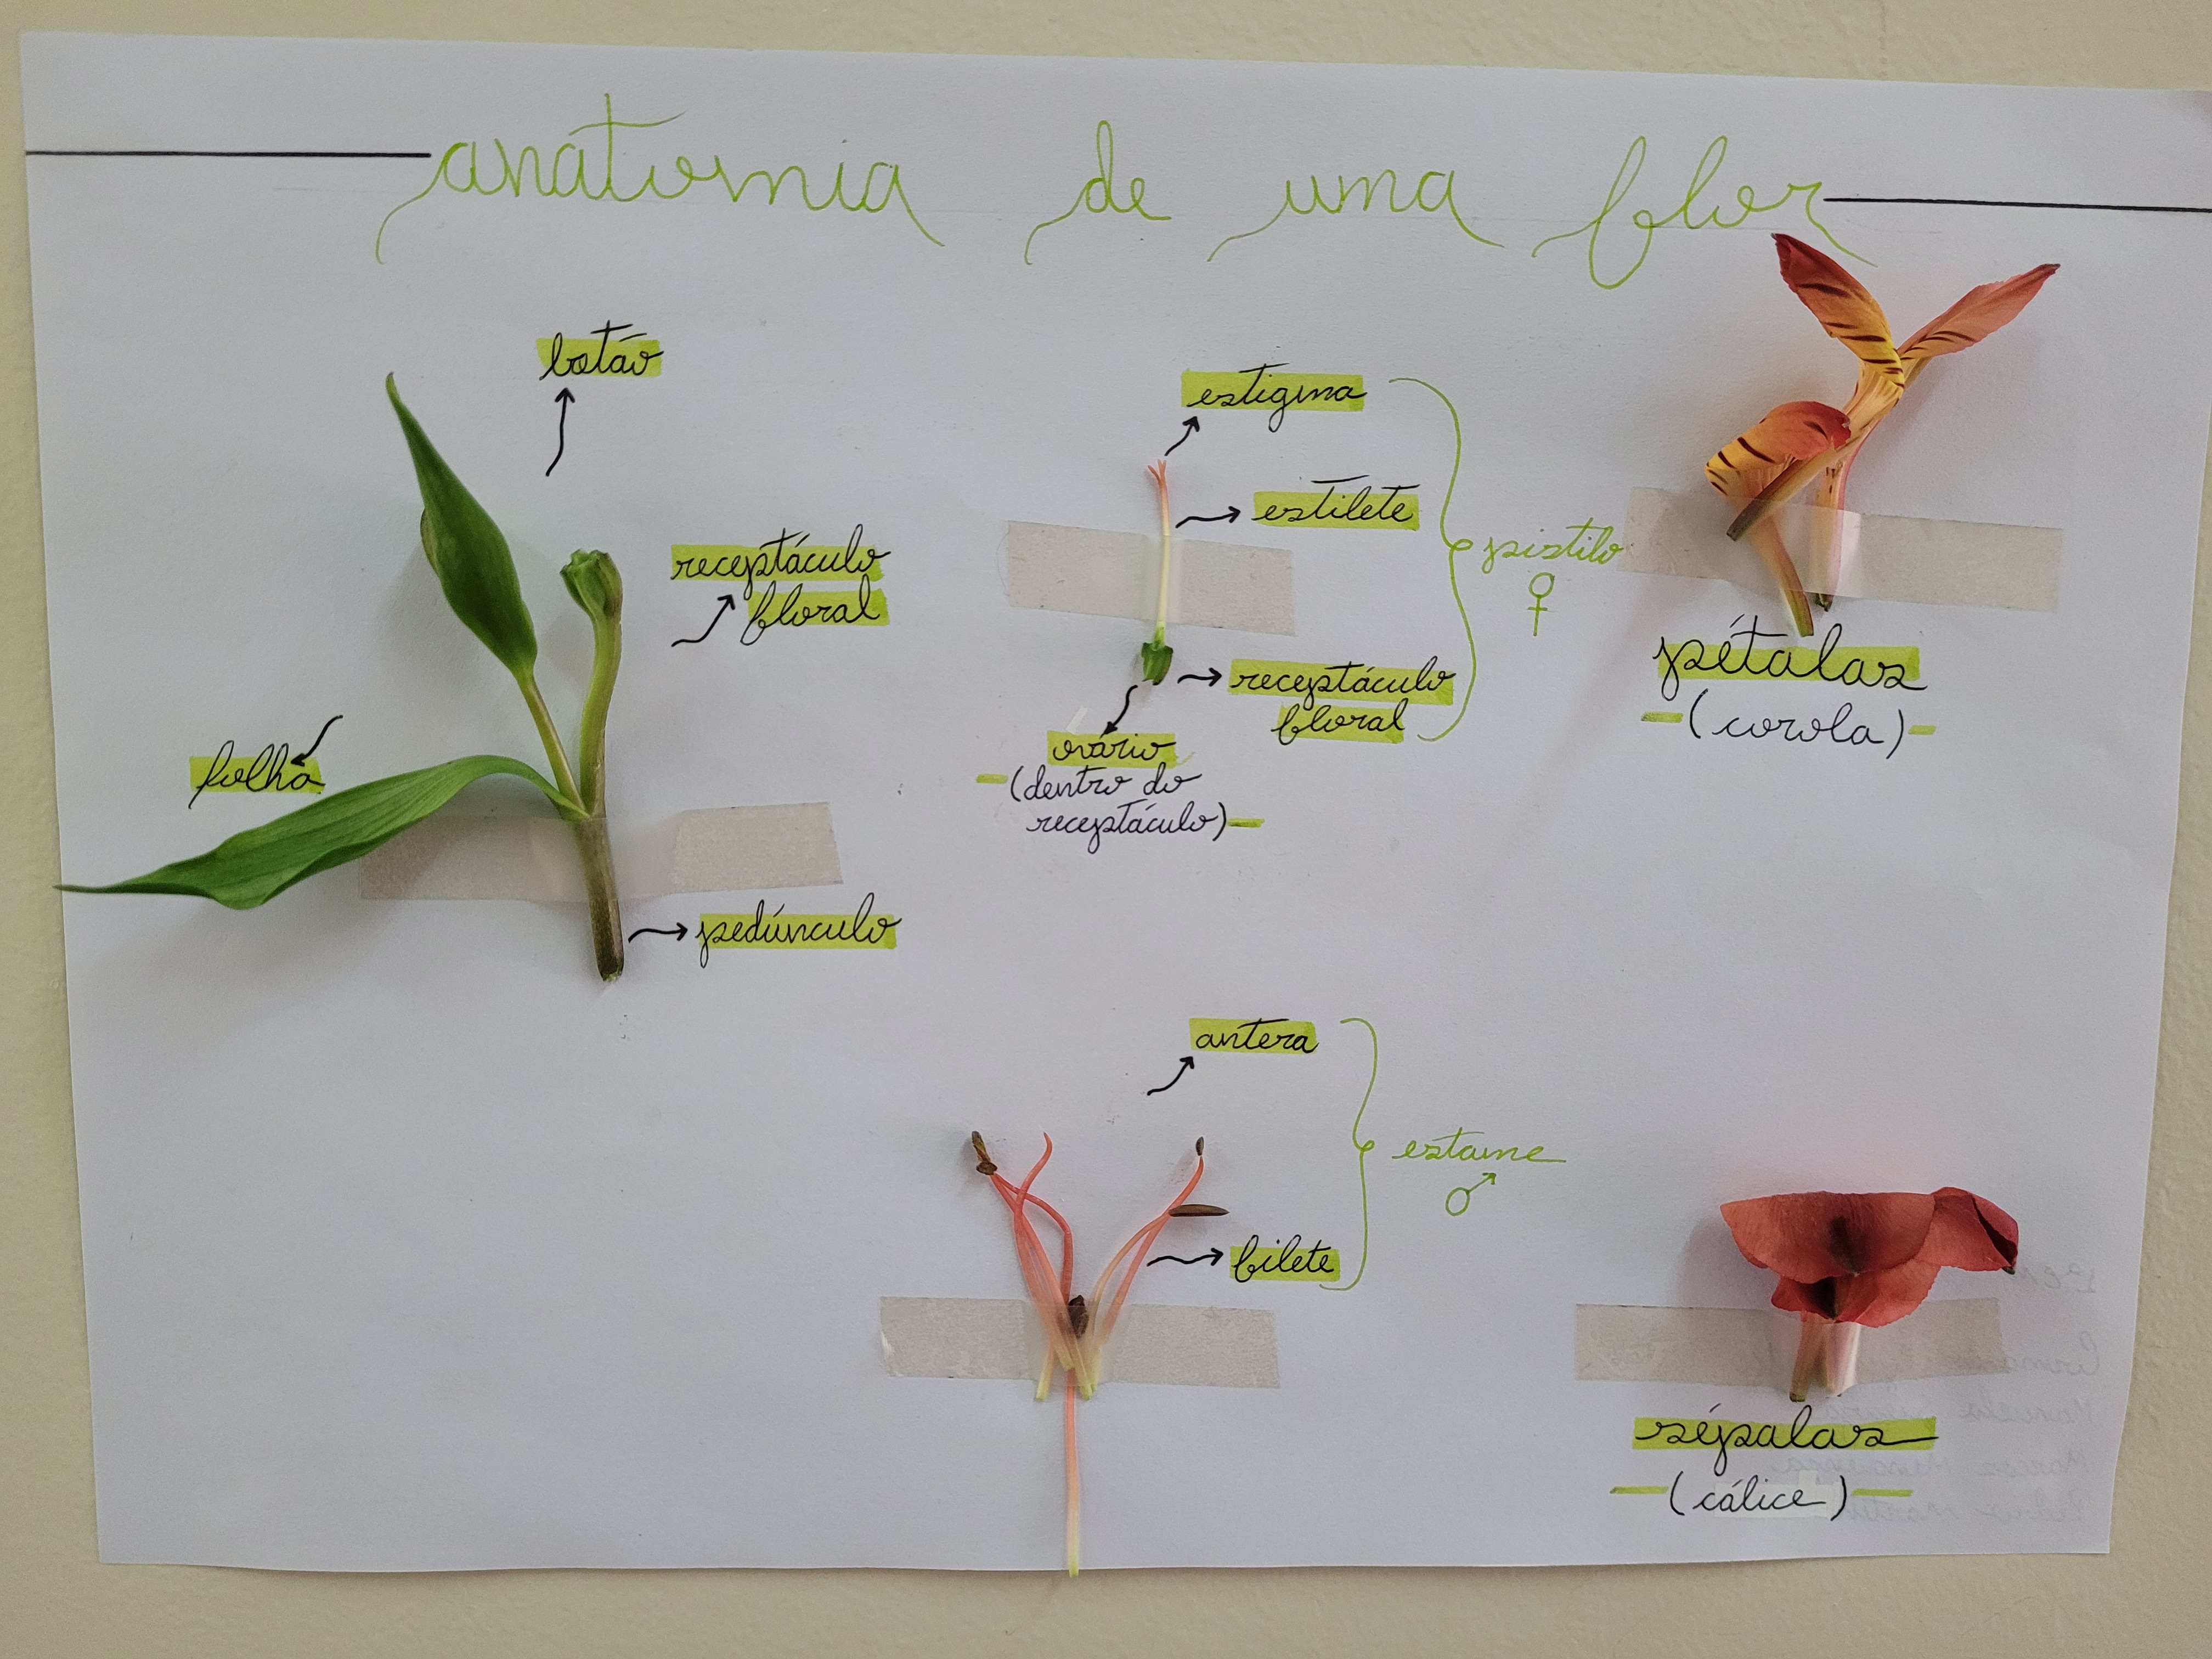 anatomia de uma flor
botão
receptáculo
floral
folha
pedúnculo
estigma
estilete
receptáculo
floral
ovário
(dentro do
receptáculo)
pistilo
♀
pétalas
(corola)
antera
filete
estame
♂
sépalas
(cálice)